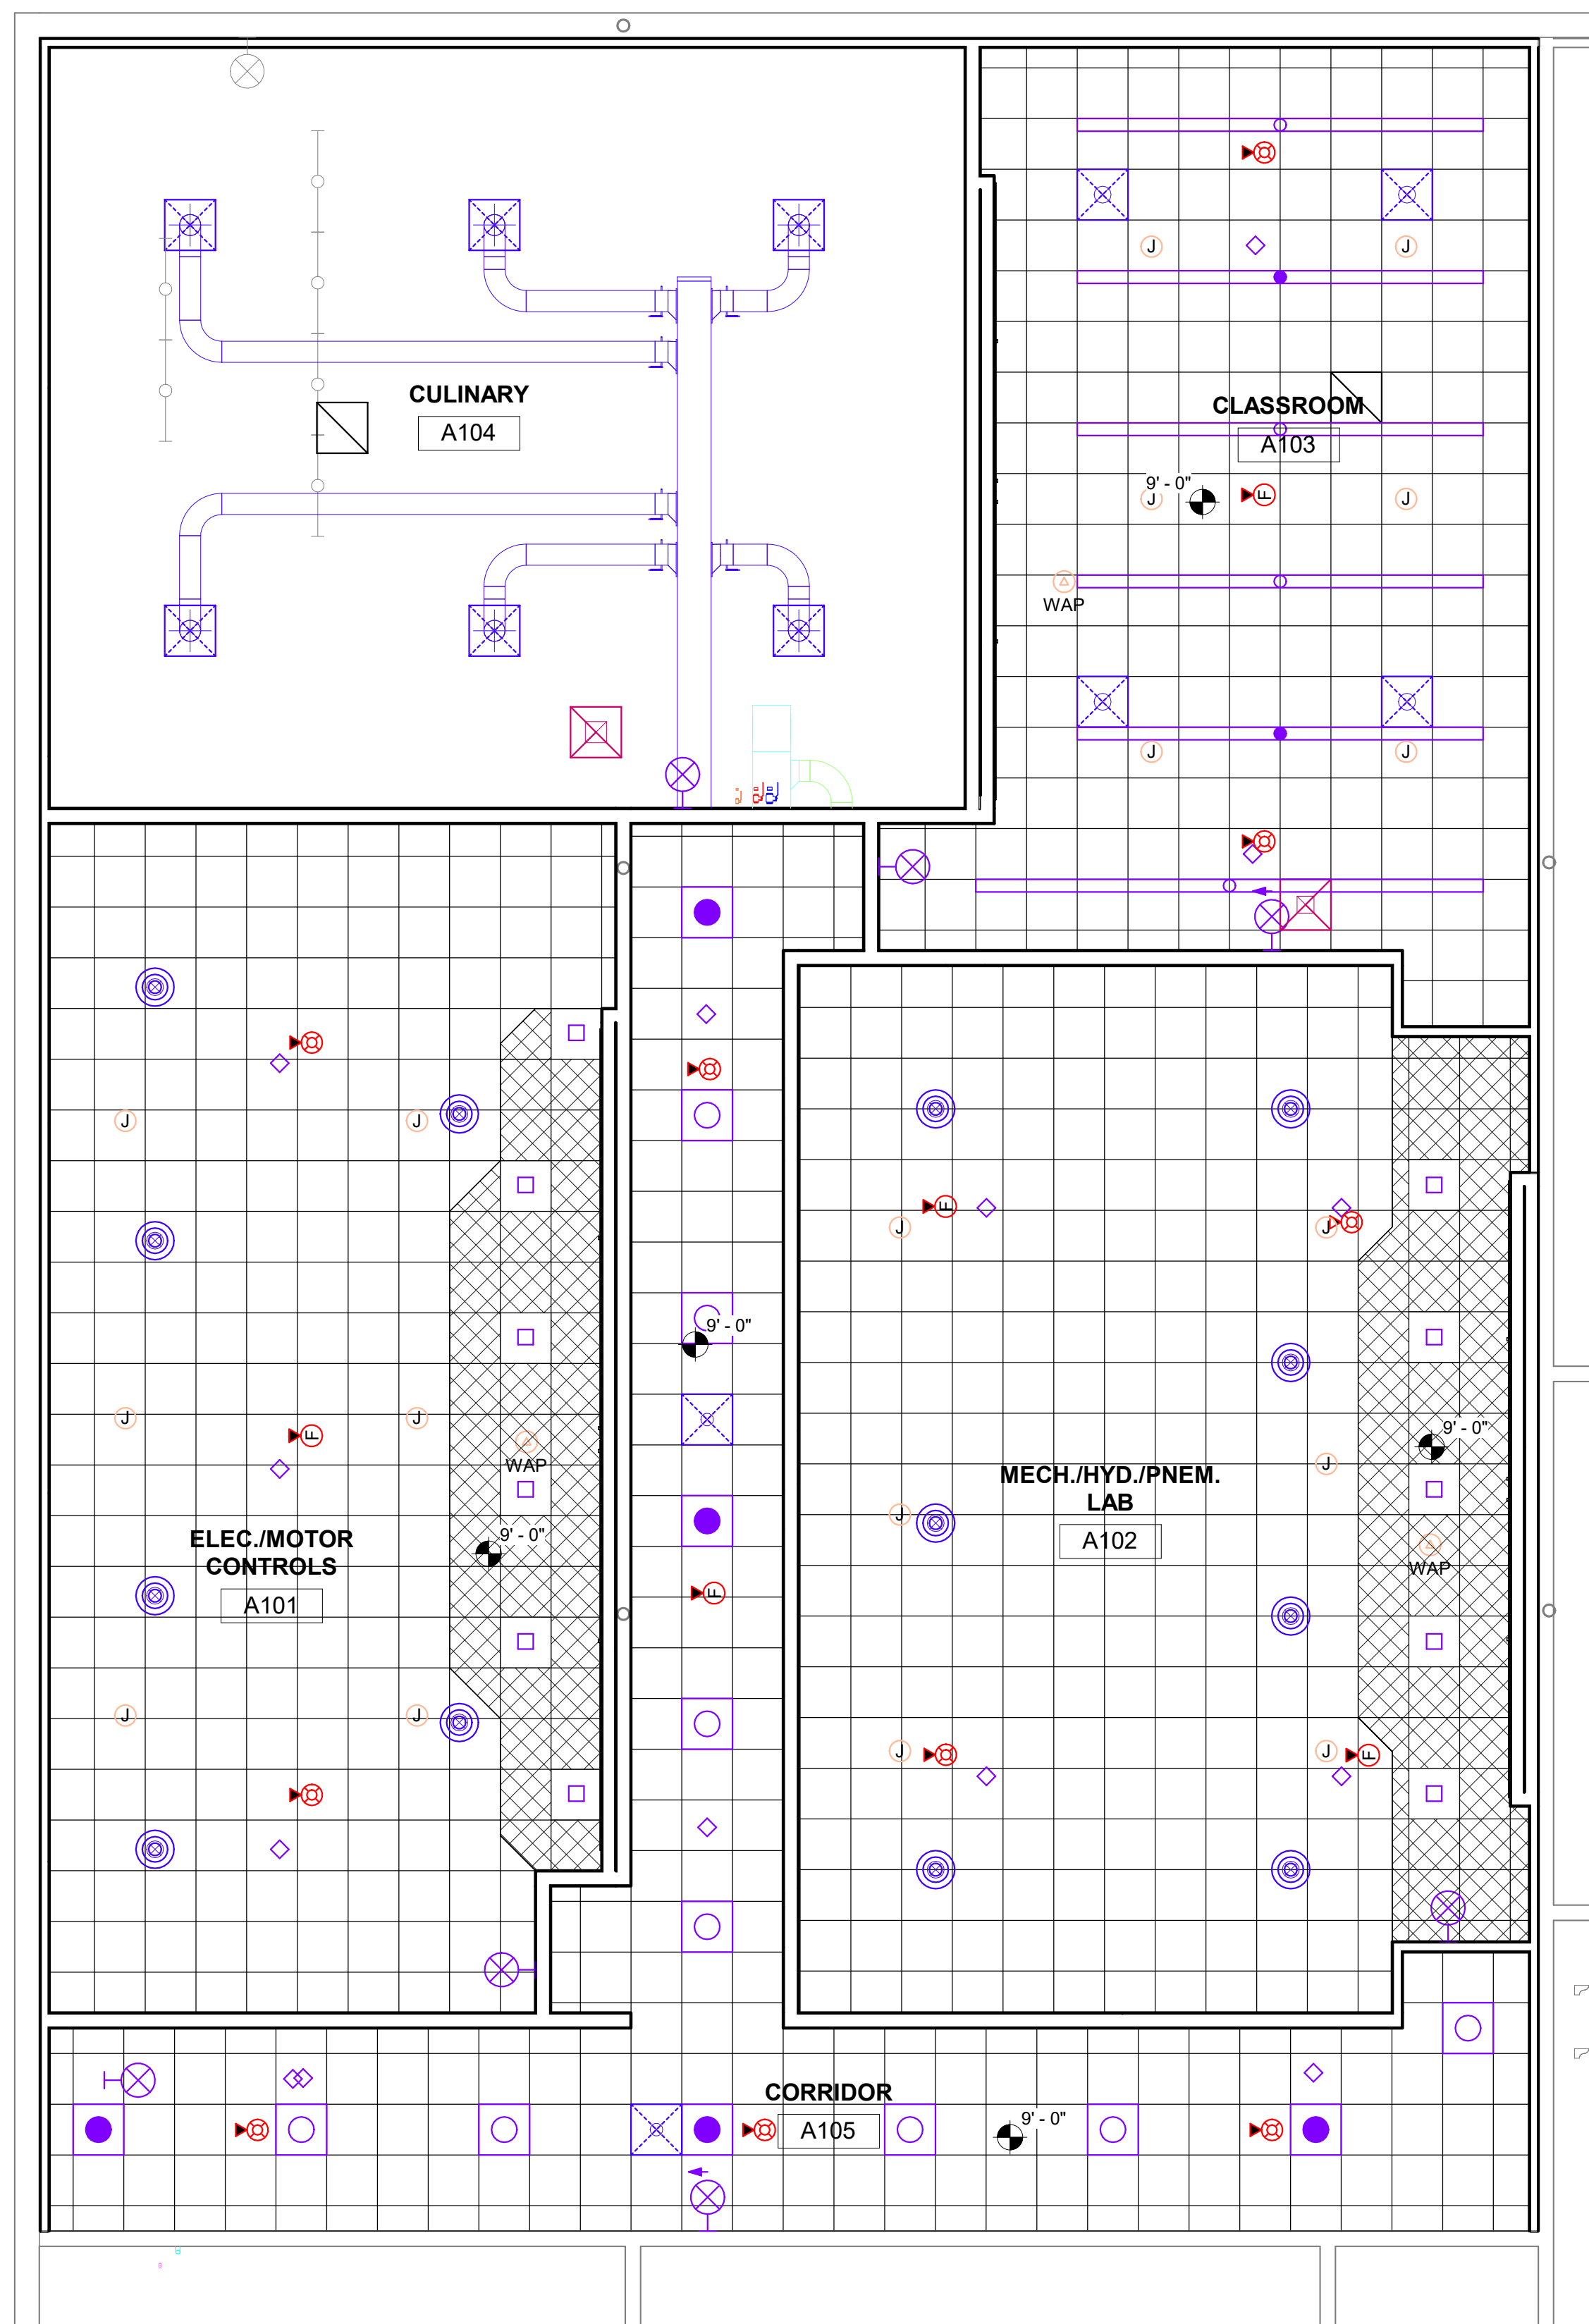 CULINARY
A104
CLASSROOM
A103
J
J
9' - 0"
J
F
J
WAP
J
J
J
J
9' - 0"
F
J
J
J
J
F
WAP
9' - 0"
ELEC./MOTOR
CONTROLS
A101
J
J
F
J
J
9' - 0"
J
MECH./HYD./PNEM.
LAB
A102
J
WAP
J
J
F
F
CORRIDOR
A105
9' - 0"